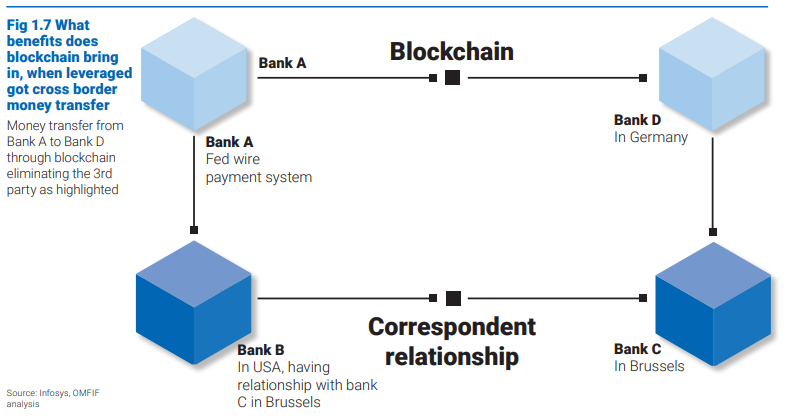 Fig 1.7 What
benefits does
blockchain bring
in, when leveraged
got cross border
money transfer
Money transfer from
Bank A to Bank D
through blockchain
eliminating the 3rd
party as highlighted
Bank A
Blockchain
Bank A
Fed wire
payment system
Bank D
In Germany
Correspondent
relationship
Bank B
In USA, having
relationship with bank
C in Brussels
Bank C
In Brussels
Source: Infosys, OMFIF
analysis